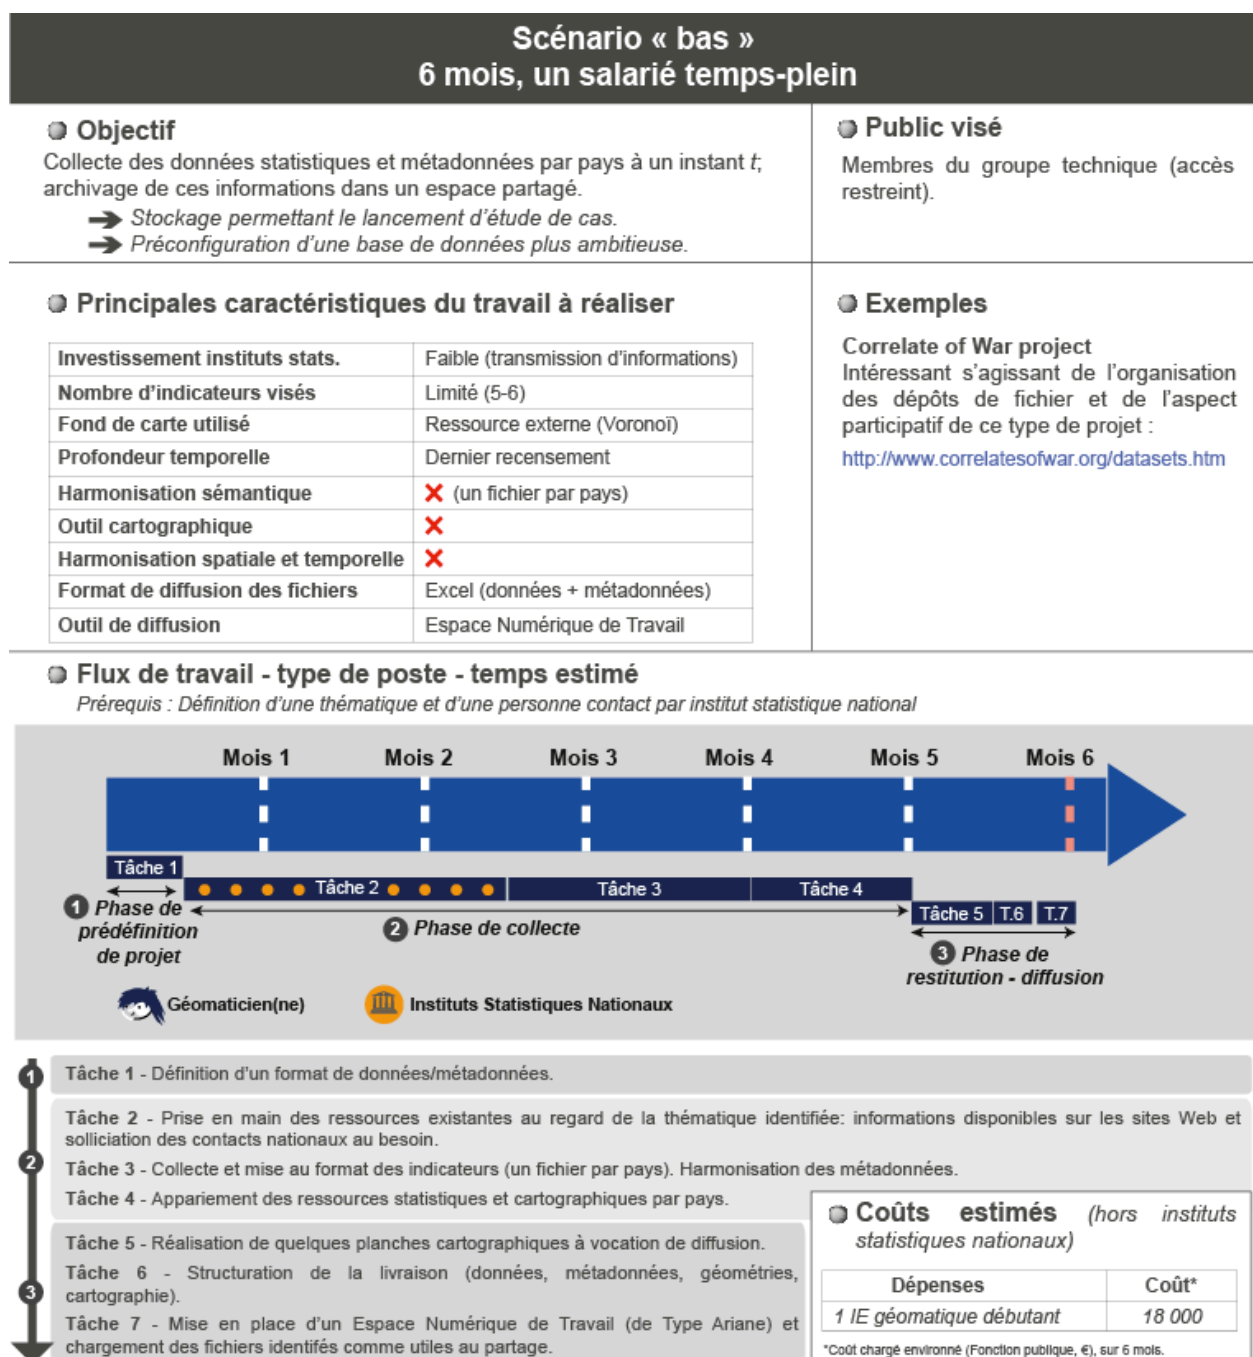 Scénario « bas »
6 mois, un salarié temps-plein
Objectif
Collecte des données statistiques et métadonnées par pays à un instant t;
archivage de ces informations dans un espace partagé.
Stockage permettant le lancement d'étude de cas.
Préconfiguration d'une base de données plus ambitieuse.
Public visé
Membres du groupe technique (accès
restreint).
Principales caractéristiques du travail à réaliser
Investissement instituts stats. Faible (transmission d'informations)
Nombre d'indicateurs visés Limité (5-6)
Fond de carte utilisé Ressource externe (Voronoï)
Profondeur temporelle Dernier recensement
Harmonisation sémantique ❌ (un fichier par pays)
Outil cartographique ❌
Harmonisation spatiale et temporelle ❌
Format de diffusion des fichiers Excel (données + métadonnées)
Outil de diffusion Espace Numérique de Travail
Exemples
Correlate of War project
Intéressant s'agissant de l'organisation
des dépôts de fichier et de l'aspect
participatif de ce type de projet :
http://www.correlatesofwar.org/datasets.htm
Flux de travail - type de poste - temps estimé
Prérequis : Définition d'une thématique et d'une personne contact par institut statistique national
Mois 1 Mois 2 Mois 3 Mois 4 Mois 5 Mois 6
Tâche 1
Tâche 2 Tâche 3 Tâche 4
Tâche 5 T.6 T.7
1 Phase de
prédéfinition
de projet
2 Phase de collecte
3 Phase de
restitution - diffusion
Géomaticien(ne) Instituts Statistiques Nationaux
1
Tâche 1 - Définition d'un format de données/métadonnées.
2
Tâche 2 - Prise en main des ressources existantes au regard de la thématique identifiée: informations disponibles sur les sites Web et
solliciation des contacts nationaux au besoin.
Tâche 3 - Collecte et mise au format des indicateurs (un fichier par pays). Harmonisation des métadonnées.
Tâche 4 - Appariement des ressources statistiques et cartographiques par pays.
3
Tâche 5 - Réalisation de quelques planches cartographiques à vocation de diffusion.
Tâche 6 - Structuration de la livraison (données, métadonnées, géométries,
cartographie).
Tâche 7 - Mise en place d'un Espace Numérique de Travail (de Type Ariane) et
chargement des fichiers identifiés comme utiles au partage.
Coûts estimés (hors instituts
statistiques nationaux)
Dépenses Coût*
1 IE géomatique débutant 18 000
*Coût chargé environné (Fonction publique, €), sur 6 mois.